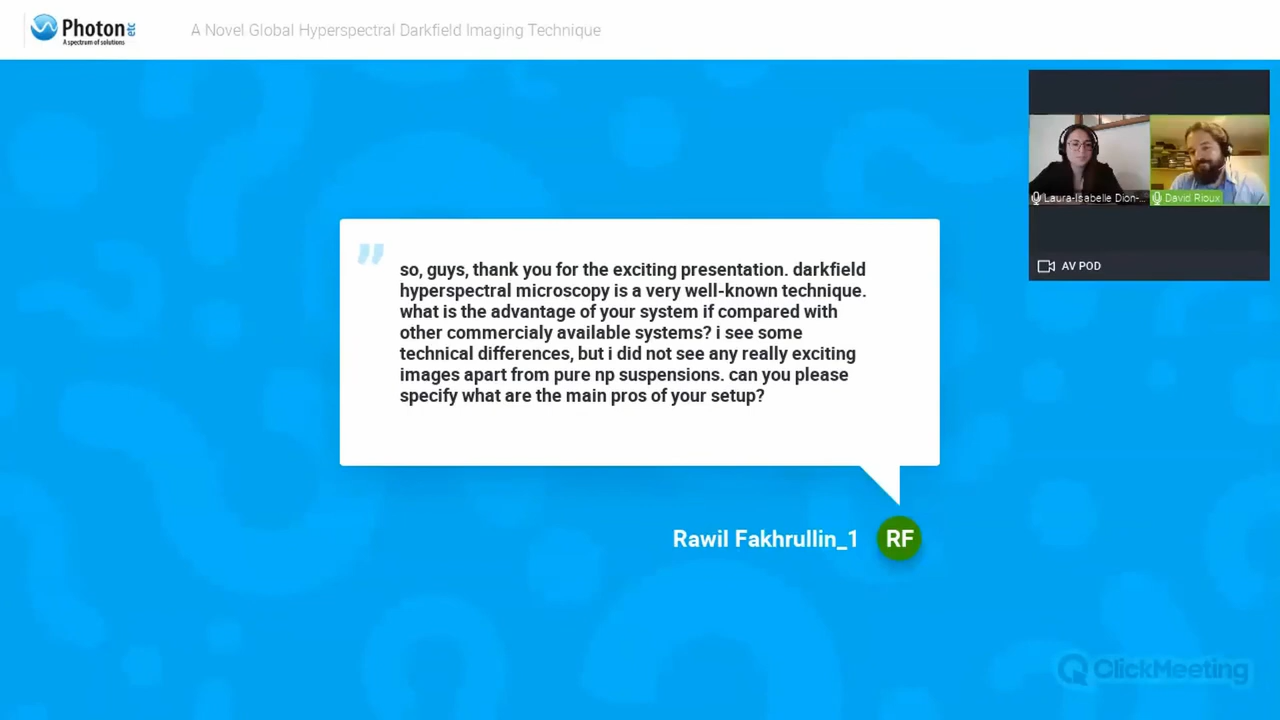 Photon etc
A spectrum of solutions
A Novel Global Hyperspectral Darkfield Imaging Technique
Laura-Isabelle Dion-...
David Rioux
AV POD
so, guys, thank you for the exciting presentation. darkfield
hyperspectral microscopy is a very well-known technique.
what is the advantage of your system if compared with
other commercialy available systems? i see some
technical differences, but i did not see any really exciting
images apart from pure np suspensions. can you please
specify what are the main pros of your setup?
Rawil Fakhrullin_1
RF
ClickMeeting